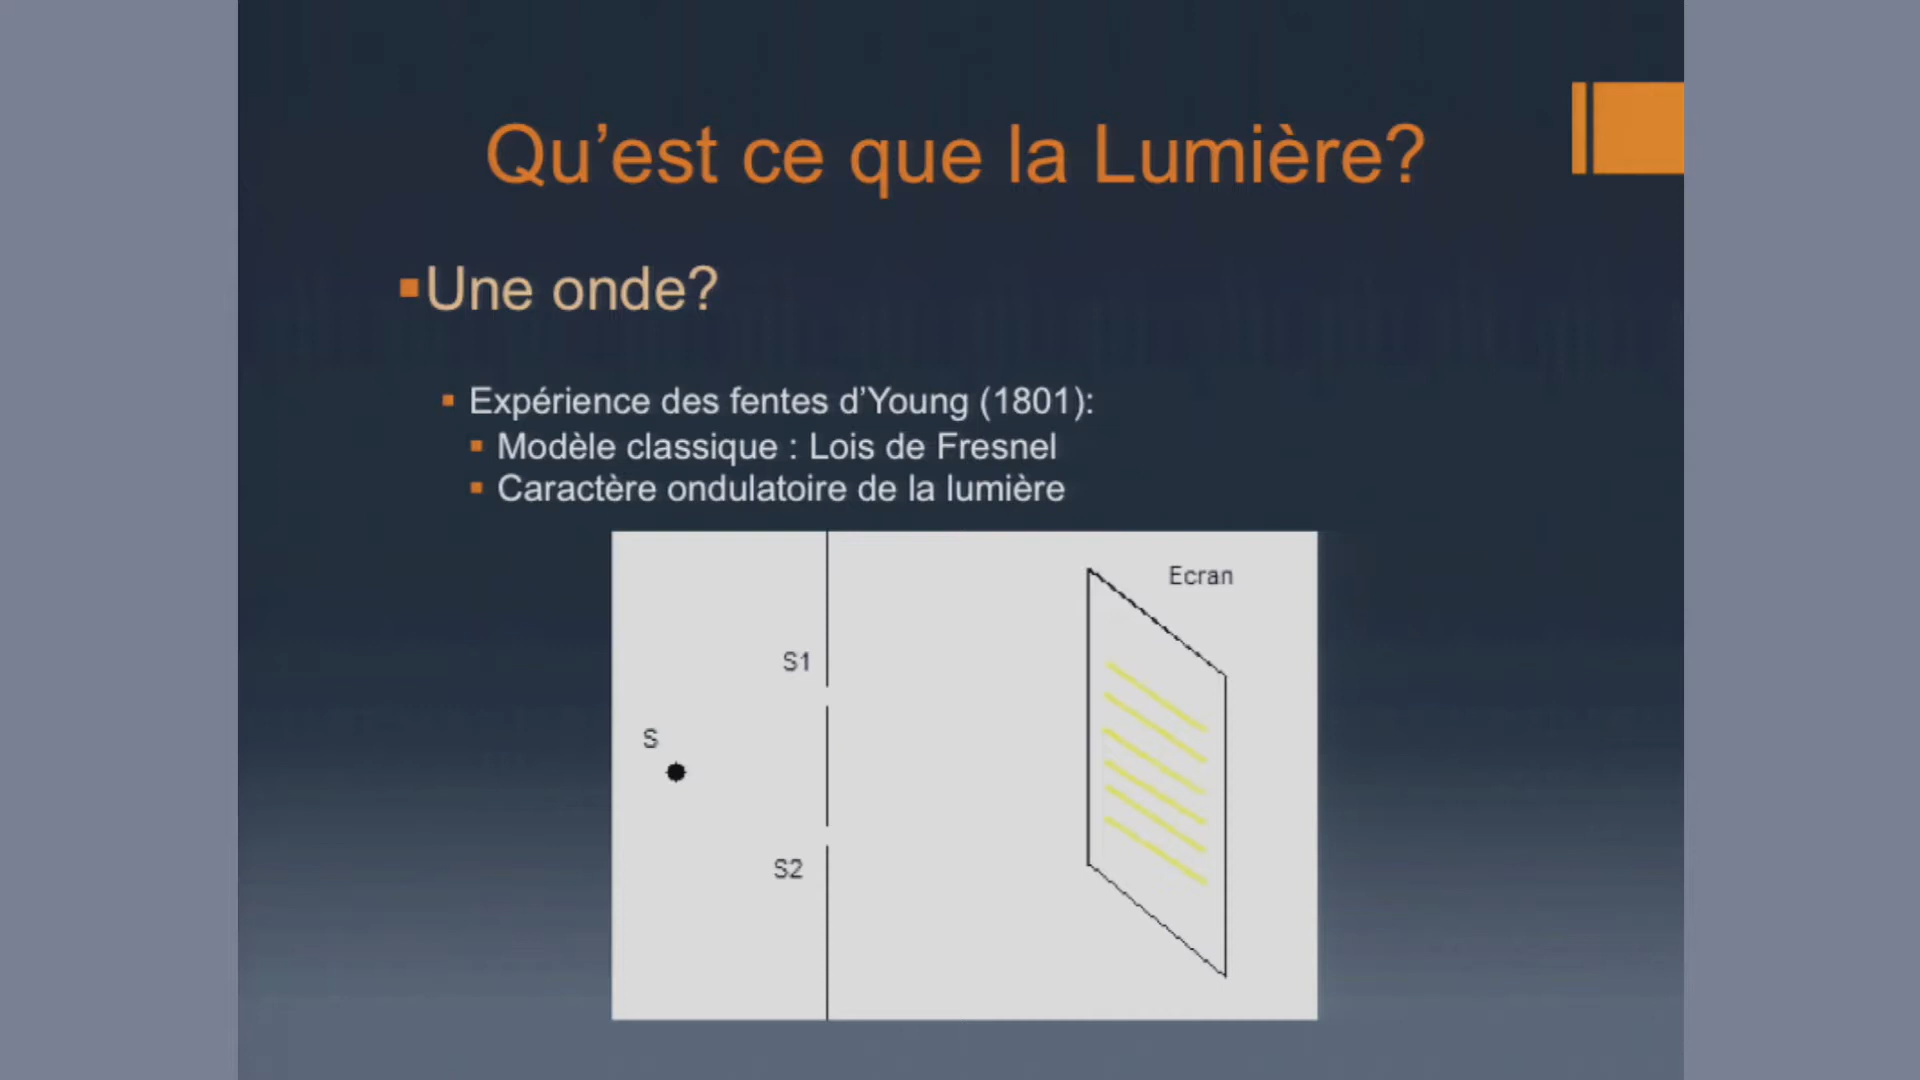 Qu’est ce que la Lumière?
Une onde?
Expérience des fentes d’Young (1801):
Modèle classique : Lois de Fresnel
Caractère ondulatoire de la lumière
Ecran
S1
S
S2